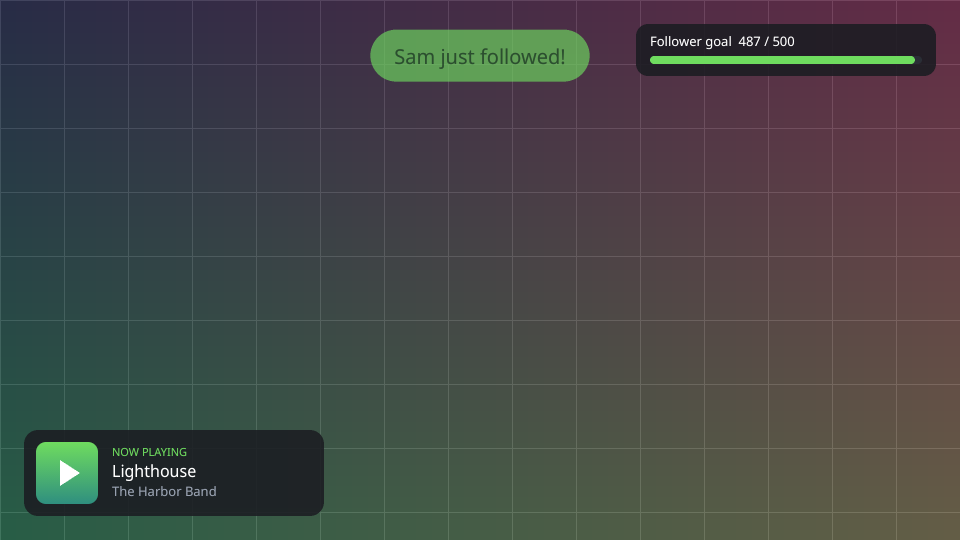 Sam just followed!
Follower goal 487 / 500
NOW PLAYING
Lighthouse
The Harbor Band